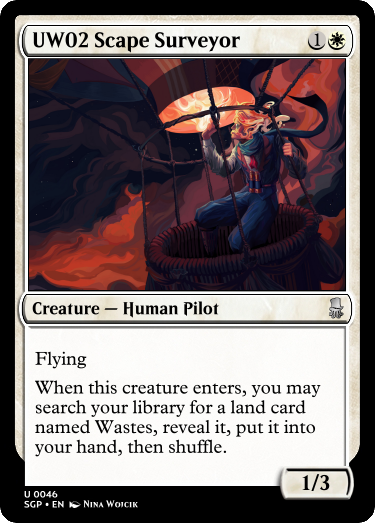 UW02 Scape Surveyor 1
Creature — Human Pilot
Flying
When this creature enters, you may
search your library for a land card
named Wastes, reveal it, put it into
your hand, then shuffle.
1/3
U 0046
SGP • EN Nina Wojcik